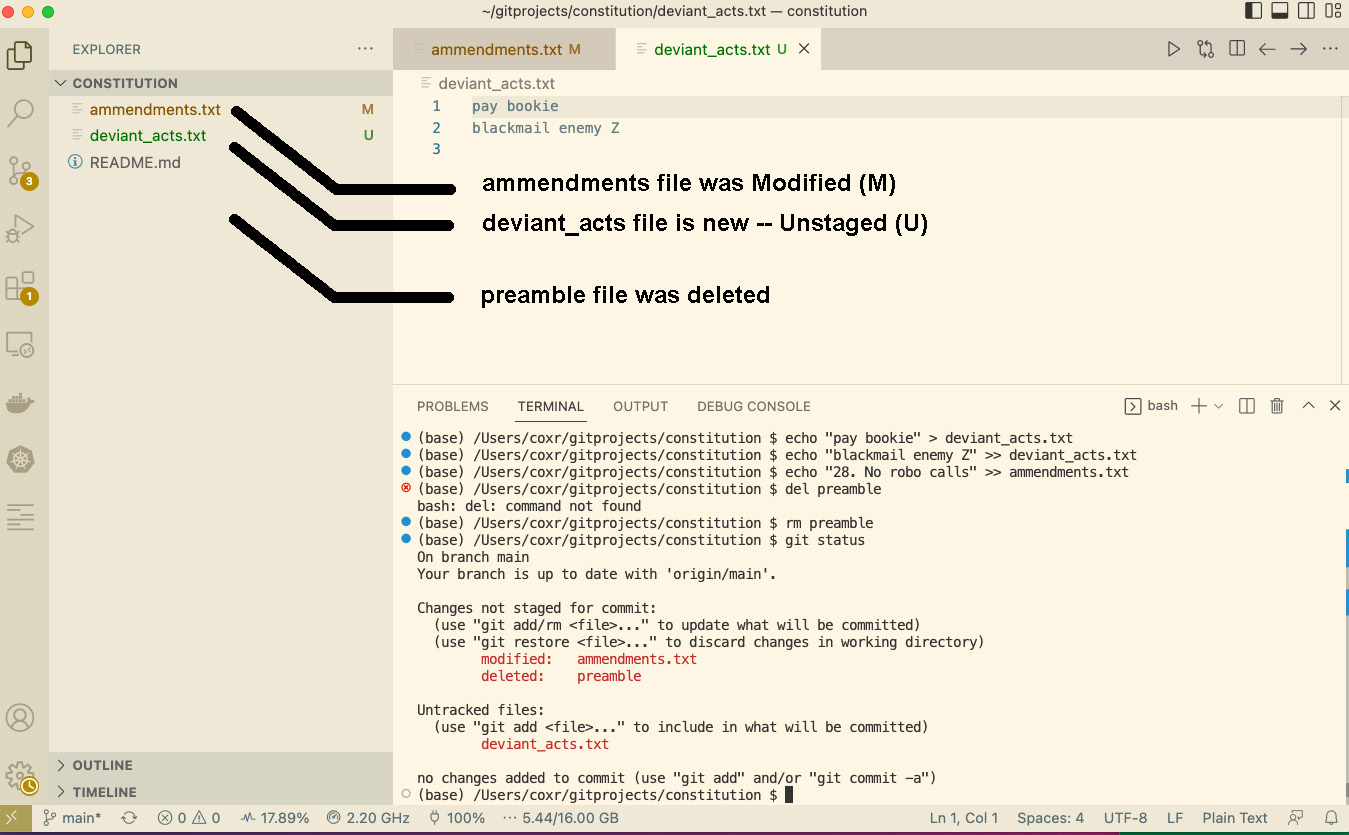 ~/gitprojects/constitution/deviant_acts.txt — constitution
EXPLORER
CONSTITUTION
ammendments.txt M
deviant_acts.txt U
README.md
3
1
OUTLINE
TIMELINE
ammendments.txt M
deviant_acts.txt U
deviant_acts.txt
1 pay bookie
2 blackmail enemy Z
3
ammendments file was Modified (M)
deviant_acts file is new -- Unstaged (U)
preamble file was deleted
PROBLEMS TERMINAL OUTPUT DEBUG CONSOLE
bash
(base) /Users/coxr/gitprojects/constitution $ echo "pay bookie" > deviant_acts.txt
(base) /Users/coxr/gitprojects/constitution $ echo "blackmail enemy Z" >> deviant_acts.txt
(base) /Users/coxr/gitprojects/constitution $ echo "28. No robo calls" >> ammendments.txt
(base) /Users/coxr/gitprojects/constitution $ del preamble
bash: del: command not found
(base) /Users/coxr/gitprojects/constitution $ rm preamble
(base) /Users/coxr/gitprojects/constitution $ git status
On branch main
Your branch is up to date with 'origin/main'.
Changes not staged for commit:
(use "git add/rm <file>..." to update what will be committed)
(use "git restore <file>..." to discard changes in working directory)
modified: ammendments.txt
deleted: preamble
Untracked files:
(use "git add <file>..." to include in what will be committed)
deviant_acts.txt
no changes added to commit (use "git add" and/or "git commit -a")
(base) /Users/coxr/gitprojects/constitution $
main* 0 0 17.89% 2.20 GHz 100% 5.44/16.00 GB Ln 1, Col 1 Spaces: 4 UTF-8 LF Plain Text